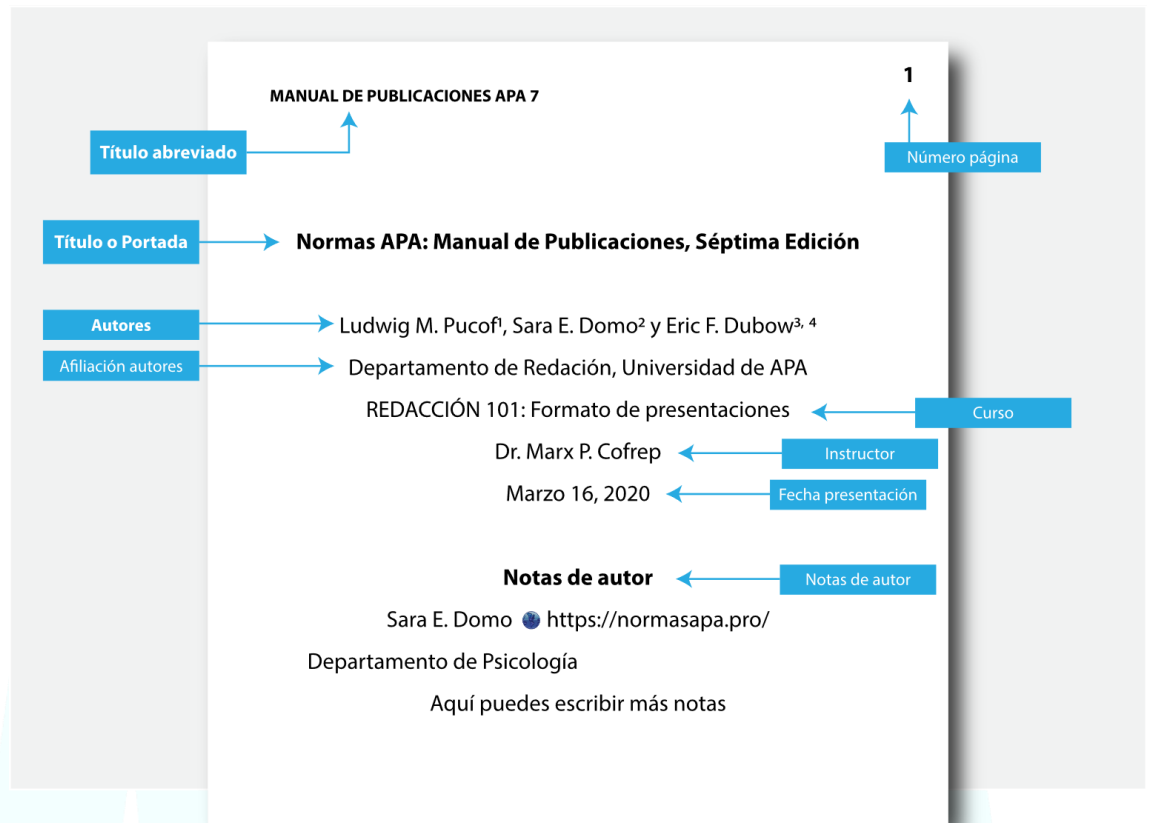 1
MANUAL DE PUBLICACIONES APA 7
Título abreviado
Número página
Título o Portada
Normas APA: Manual de Publicaciones, Séptima Edición
Autores
Ludwig M. Pucof¹, Sara E. Domo² y Eric F. Dubow³, ⁴
Afiliación autores
Departamento de Redación, Universidad de APA
REDACCIÓN 101: Formato de presentaciones
Curso
Dr. Marx P. Cofrep
Instructor
Marzo 16, 2020
Fecha presentación
Notas de autor
Notas de autor
Sara E. Domo https://normasapa.pro/
Departamento de Psicología
Aquí puedes escribir más notas